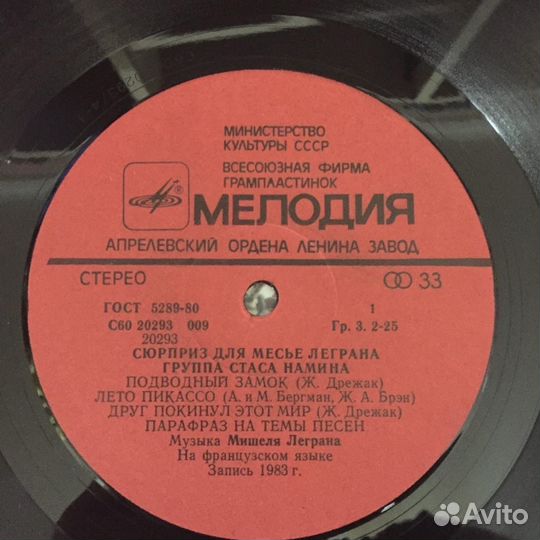 МИНИСТЕРСТВО
КУЛЬТУРЫ СССР
ВСЕСОЮЗНАЯ ФИРМА
ГРАМПЛАСТИНОК
® МЕЛОДИЯ
АПРЕЛЕВСКИЙ ОРДЕНА ЛЕНИНА ЗАВОД
СТЕРЕО 33
ГОСТ 5289-80 1
С60 20293 009 Гр. 3. 2-25
20293
СЮРПРИЗ ДЛЯ МЕСЬЕ ЛЕГРАНА
ГРУППА СТАСА НАМИНА
ПОДВОДНЫЙ ЗАМОК (Ж. Дрежак)
ЛЕТО ПИКАССО (А. и М. Бергман, Ж. А. Брэн)
ДРУГ ПОКИНУЛ ЭТОТ МИР (Ж. Дрежак)
ПАРАФРАЗ НА ТЕМЫ ПЕСЕН
Музыка Мишеля Леграна
На французском языке
Запись 1983 г.
Avito